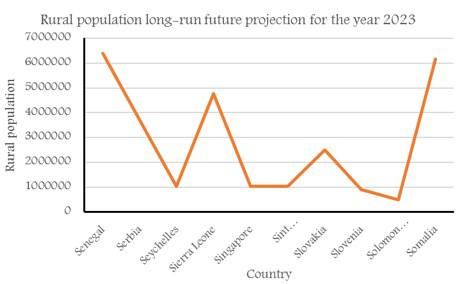 Rural population long-run future projection for the year 2023
Rural population
7000000
6000000
5000000
4000000
3000000
2000000
1000000
0
Senegal
Serbia
Seychelles
Sierra Leone
Singapore
Sint…
Slovakia
Slovenia
Solomon…
Somalia
Country